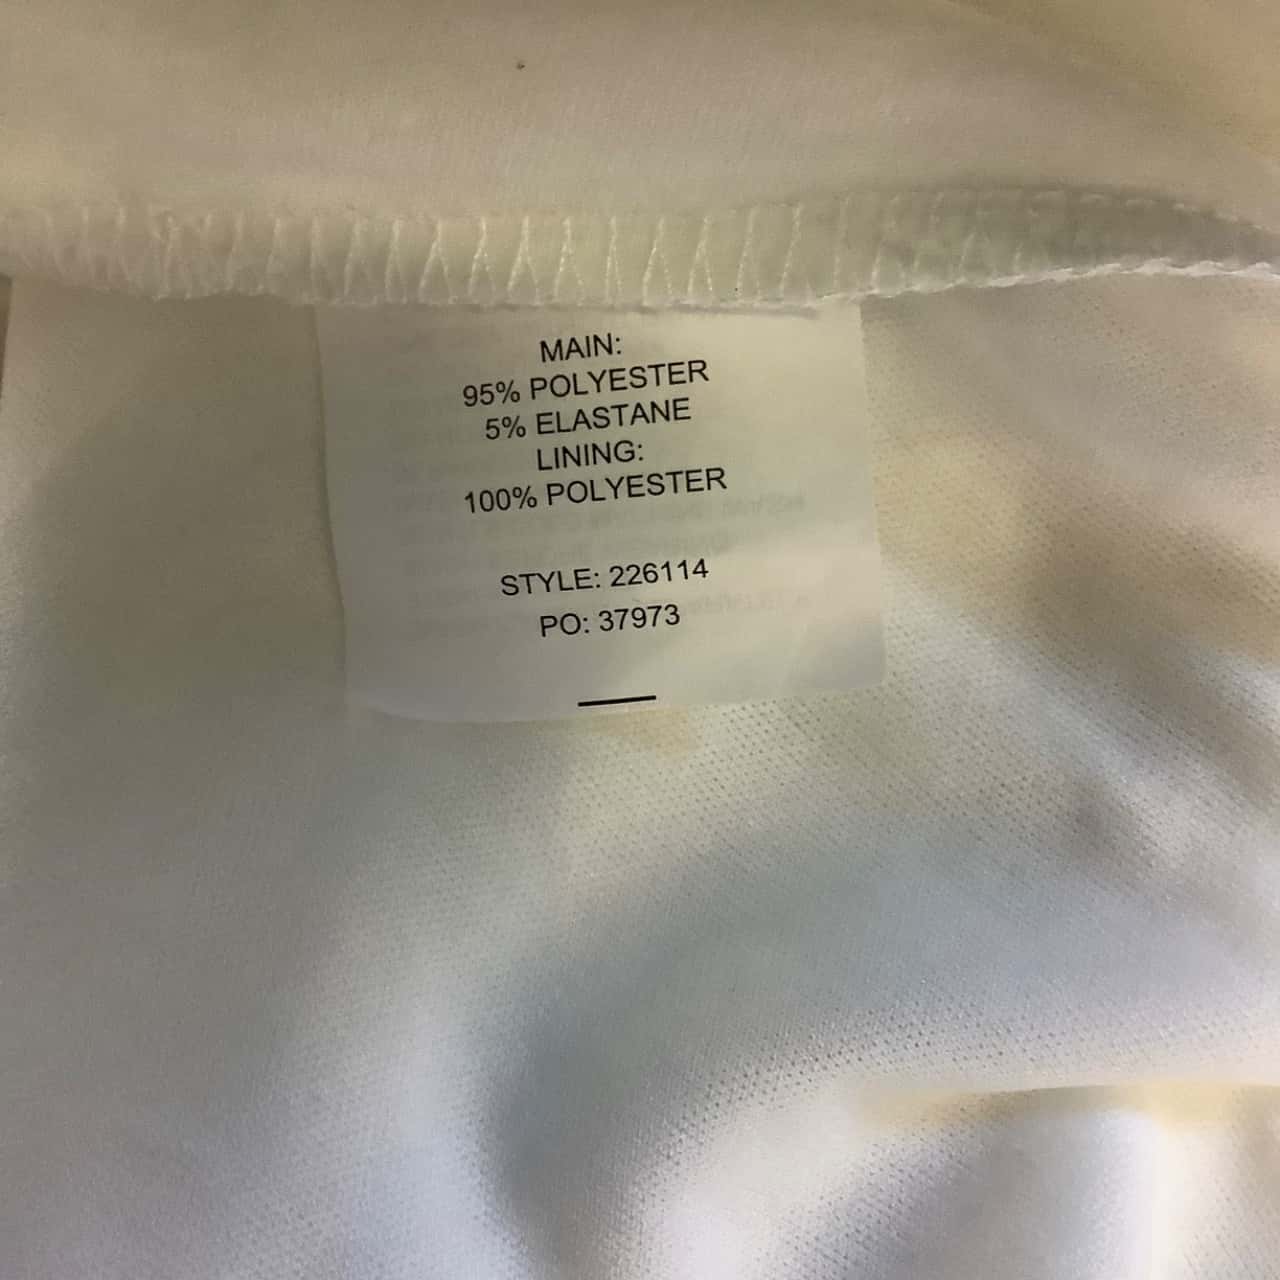 MAIN:
95% POLYESTER
5% ELASTANE
LINING:
100% POLYESTER
STYLE: 226114
PO: 37973